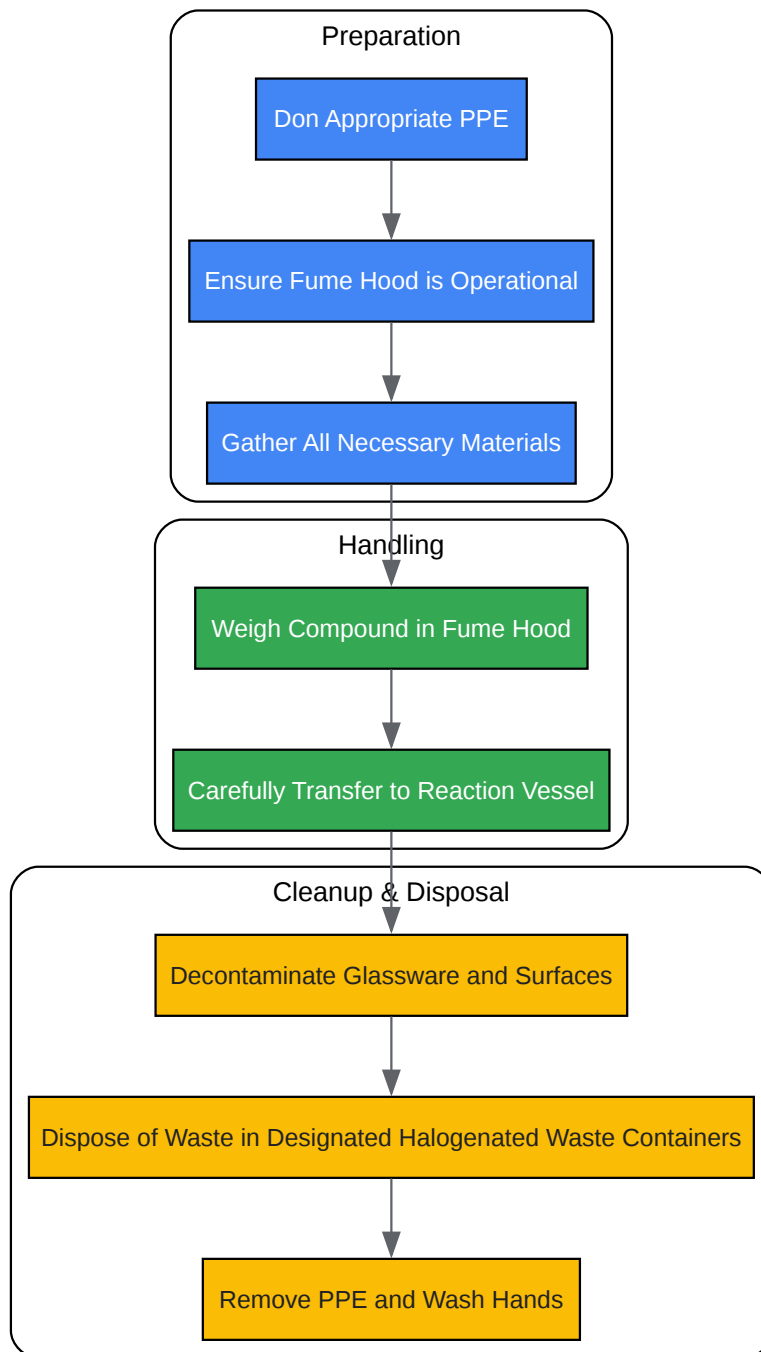 Preparation
Don Appropriate PPE
Ensure Fume Hood is Operational
Gather All Necessary Materials
Handling
Weigh Compound in Fume Hood
Carefully Transfer to Reaction Vessel
Cleanup & Disposal
Decontaminate Glassware and Surfaces
Dispose of Waste in Designated Halogenated Waste Containers
Remove PPE and Wash Hands